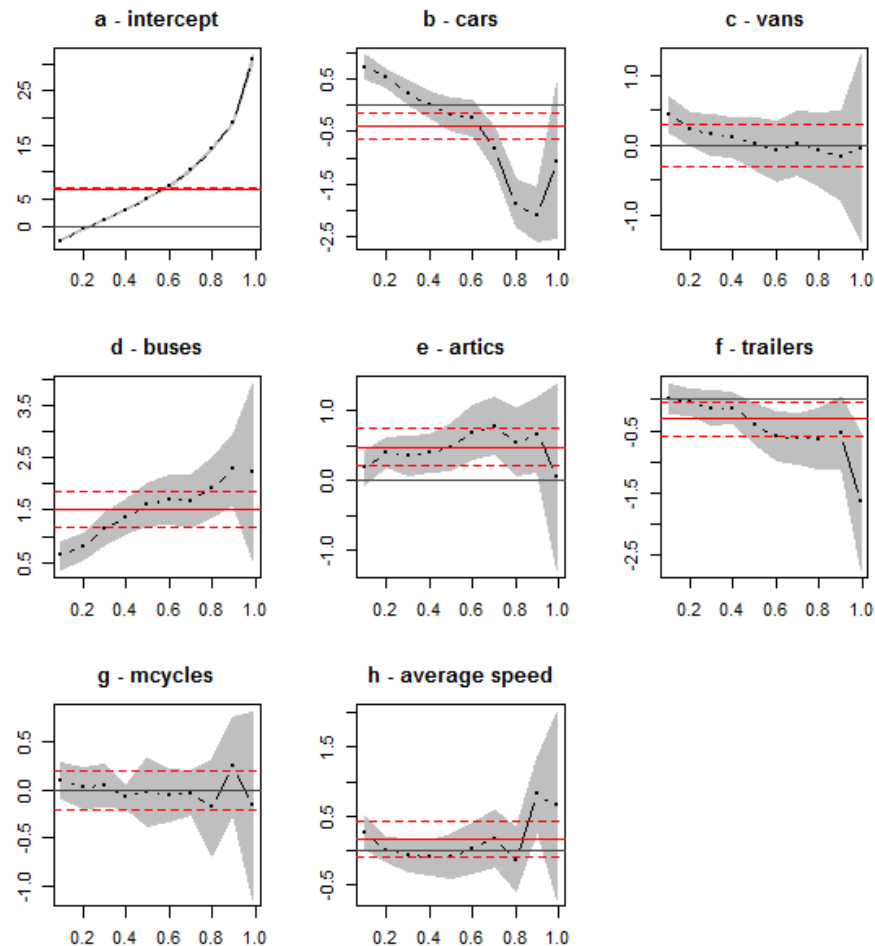 a - intercept
b - cars
c - vans
25
15
5
0
0.5
-0.5
-1.5
-2.5
1.0
0.0
-1.0
0.2 0.4 0.6 0.8 1.0
0.2 0.4 0.6 0.8 1.0
0.2 0.4 0.6 0.8 1.0
d - buses
e - artics
f - trailers
3.5
2.5
1.5
0.5
1.0
0.0
-1.0
-0.5
-1.5
-2.5
0.2 0.4 0.6 0.8 1.0
0.2 0.4 0.6 0.8 1.0
0.2 0.4 0.6 0.8 1.0
g - mcycles
h - average speed
0.5
0.0
-0.5
-1.0
1.5
0.5
-0.5
0.2 0.4 0.6 0.8 1.0
0.2 0.4 0.6 0.8 1.0